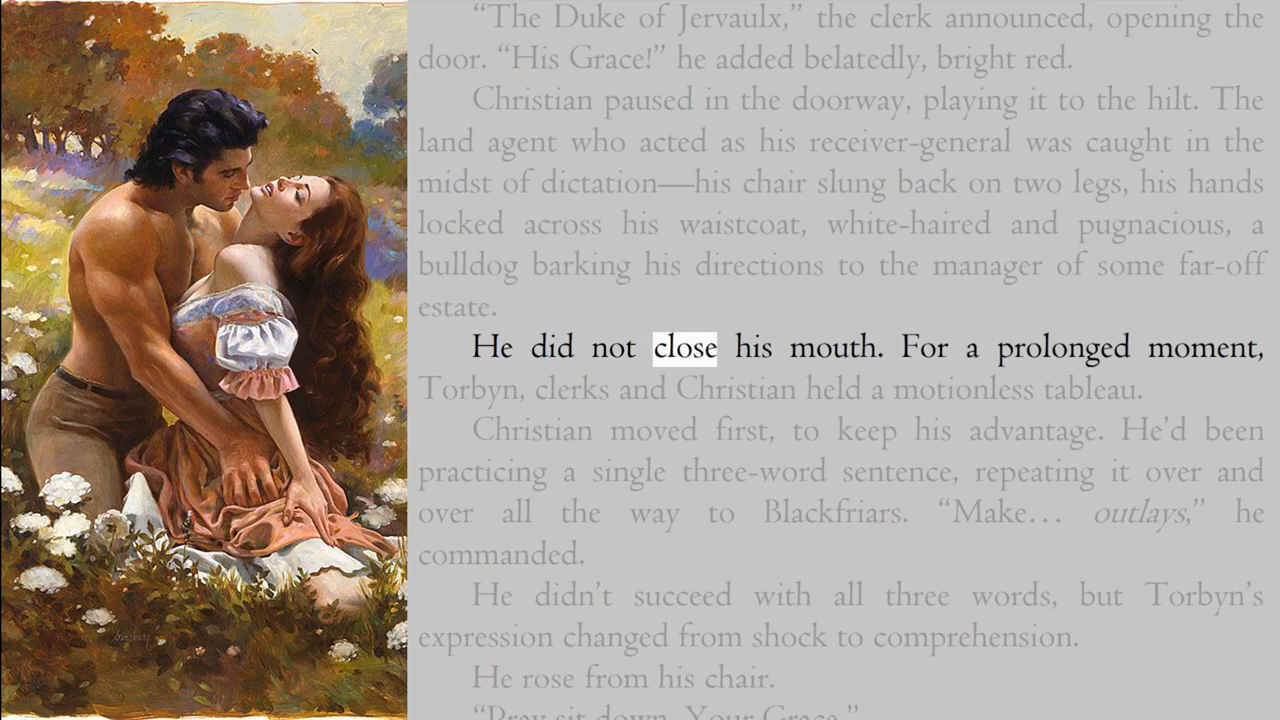 “The Duke of Jervaulx,” the clerk announced, opening the
door. “His Grace!” he added belatedly, bright red.
Christian paused in the doorway, playing it to the hilt. The
land agent who acted as his receiver-general was caught in the
midst of dictation—his chair slung back on two legs, his hands
locked across his waistcoat, white-haired and pugnacious, a
bulldog barking his directions to the manager of some far-off
estate.
He did not close his mouth. For a prolonged moment,
Torbyn, clerks and Christian held a motionless tableau.
Christian moved first, to keep his advantage. He’d been
practicing a single three-word sentence, repeating it over and
over all the way to Blackfriars. “Make… outlays,” he
commanded.
He didn’t succeed with all three words, but Torbyn’s
expression changed from shock to comprehension.
He rose from his chair.
“Pray sit down, Your Grace.”